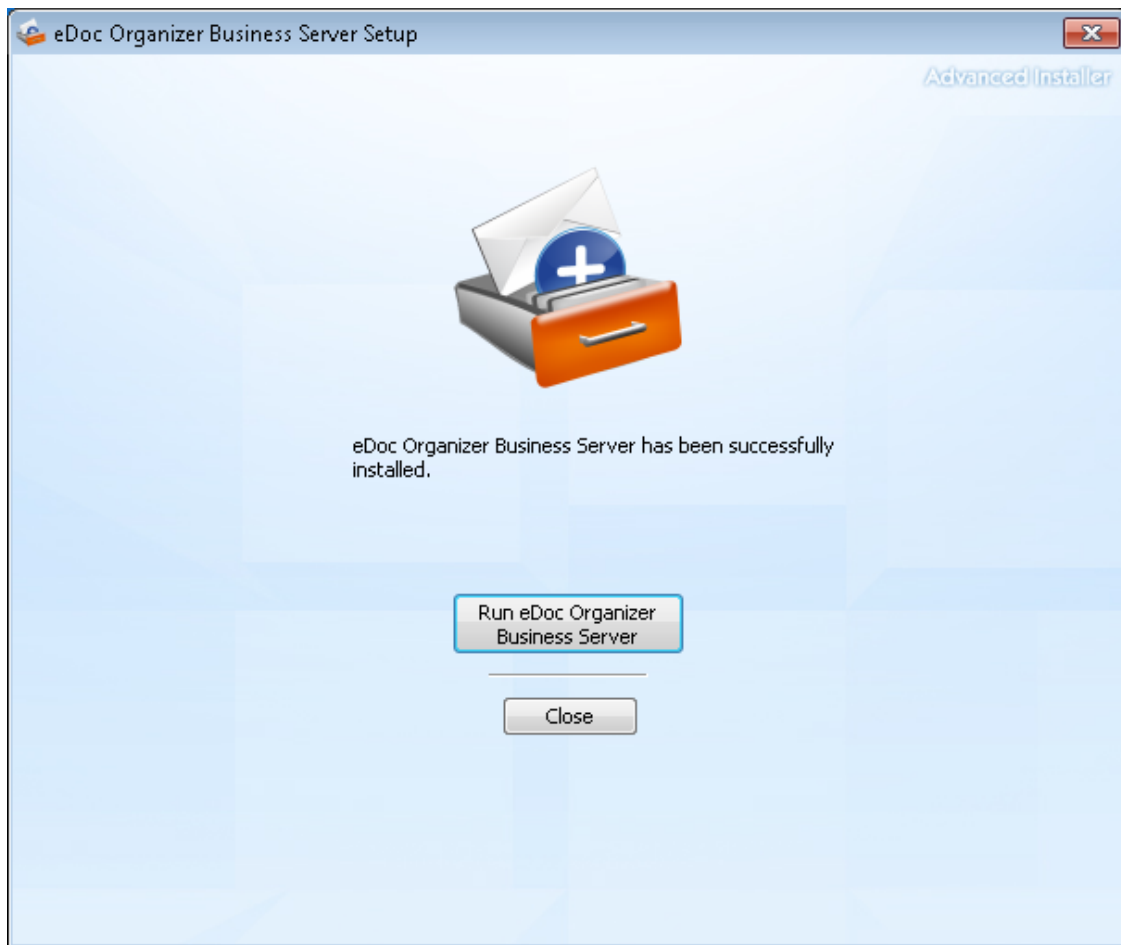 eDoc Organizer Business Server Setup
Advanced Installer
eDoc Organizer Business Server has been successfully
installed.
Run eDoc Organizer
Business Server
Close